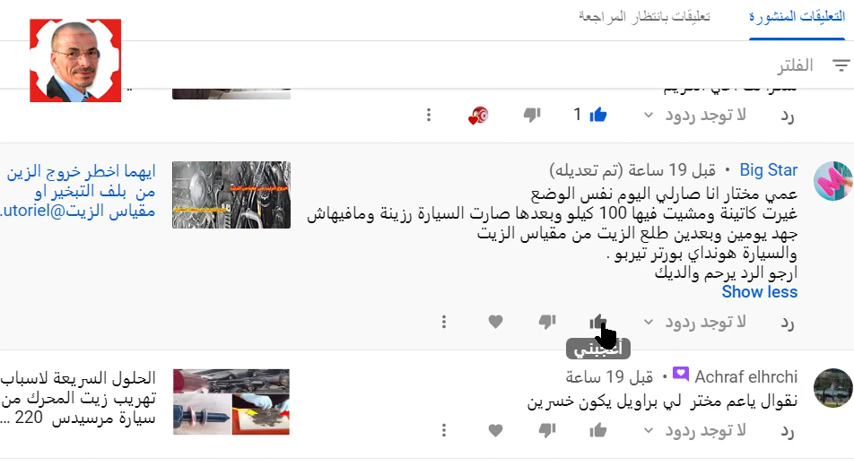 التعليقات المنشورة
تعليقات بانتظار المراجعة
الفلتر
رد
لا توجد ردود
1
Big Star • قبل 19 ساعة (تم تعديله)
عمي مختار انا صارلي اليوم نفس الوضع
غيرت كاتينة ومشيت فيها 100 كيلو وبعدها صارت السيارة رزينة ومافيهاش
جهد يومين وبعدين طلع الزيت من مقياس الزيت
والسيارة هونداي بورتر تيربو .
ارجو الرد يرحم والديك
Show less
رد
لا توجد ردود
أعجبني
ايهما اخطر خروج الزين
من بلف التبخير او
مقياس الزيت@utoriel.
Achraf elhrchi • قبل 19 ساعة
نقوال ياعم مختر لي براويل يكون خسرين
رد
لا توجد ردود
الحلول السريعة لاسباب
تهريب زيت المحرك من
سيارة مرسيدس 220 ...